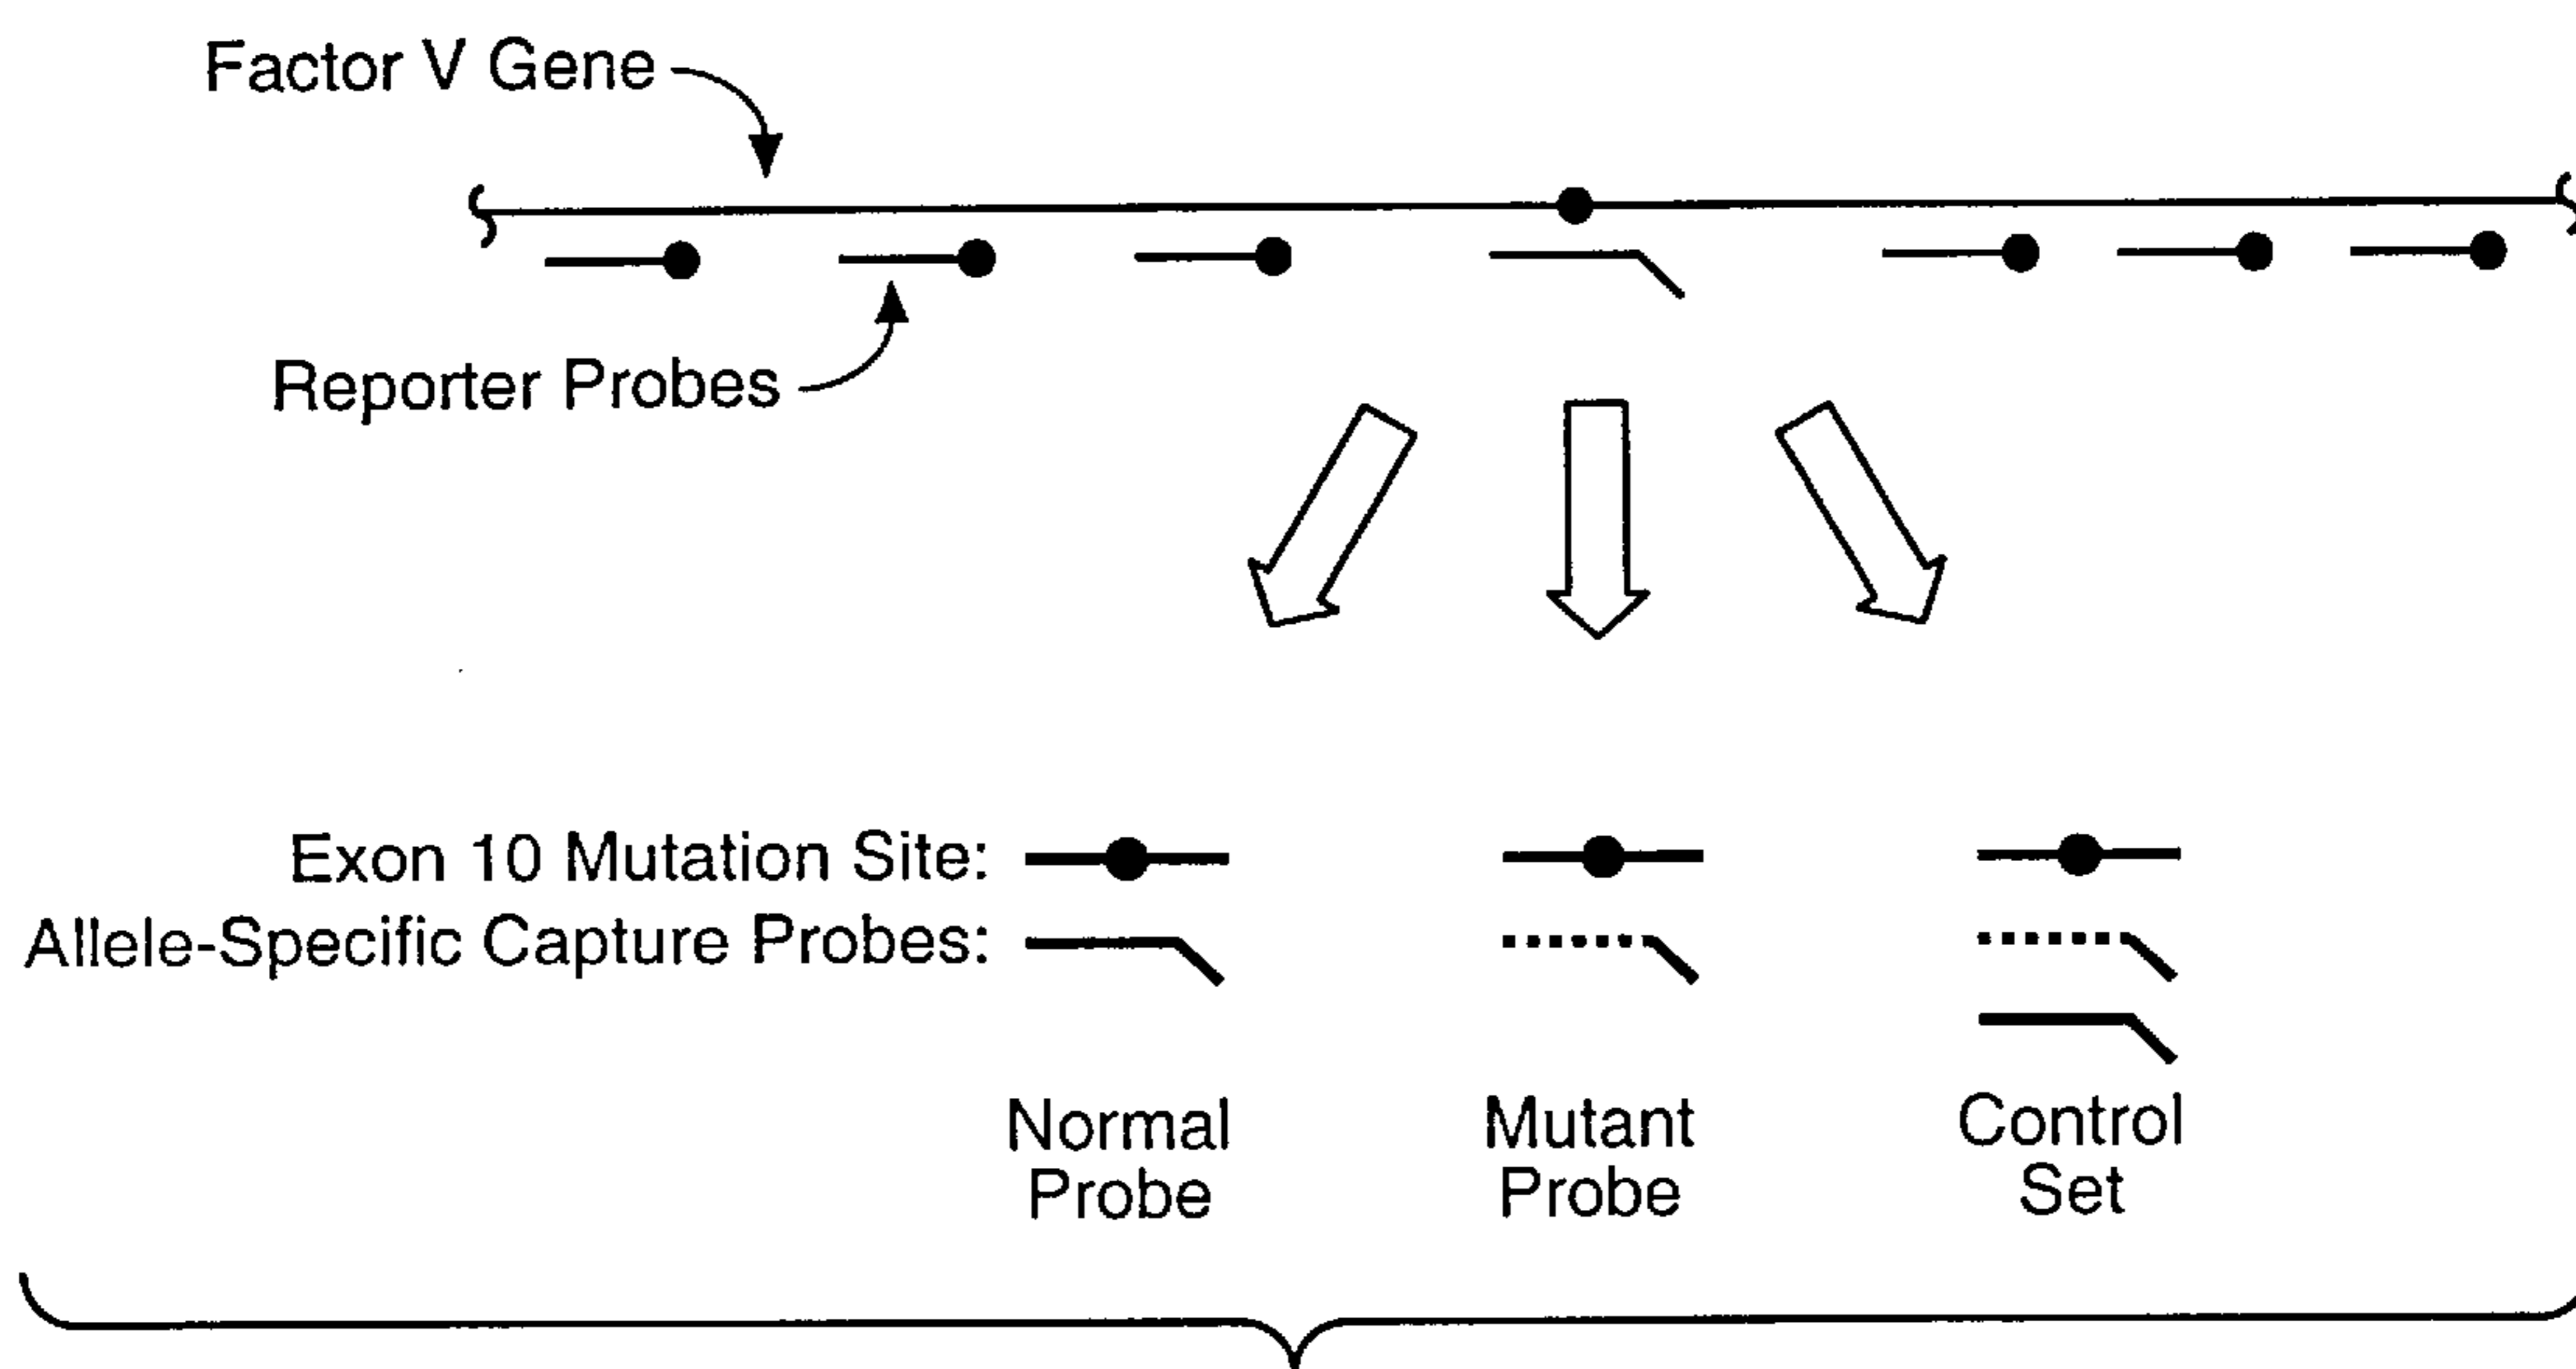 Factor V Gene
Reporter Probes
Exon 10 Mutation Site:
Allele-Specific Capture Probes:
Normal
Probe
Mutant
Probe
Control
Set